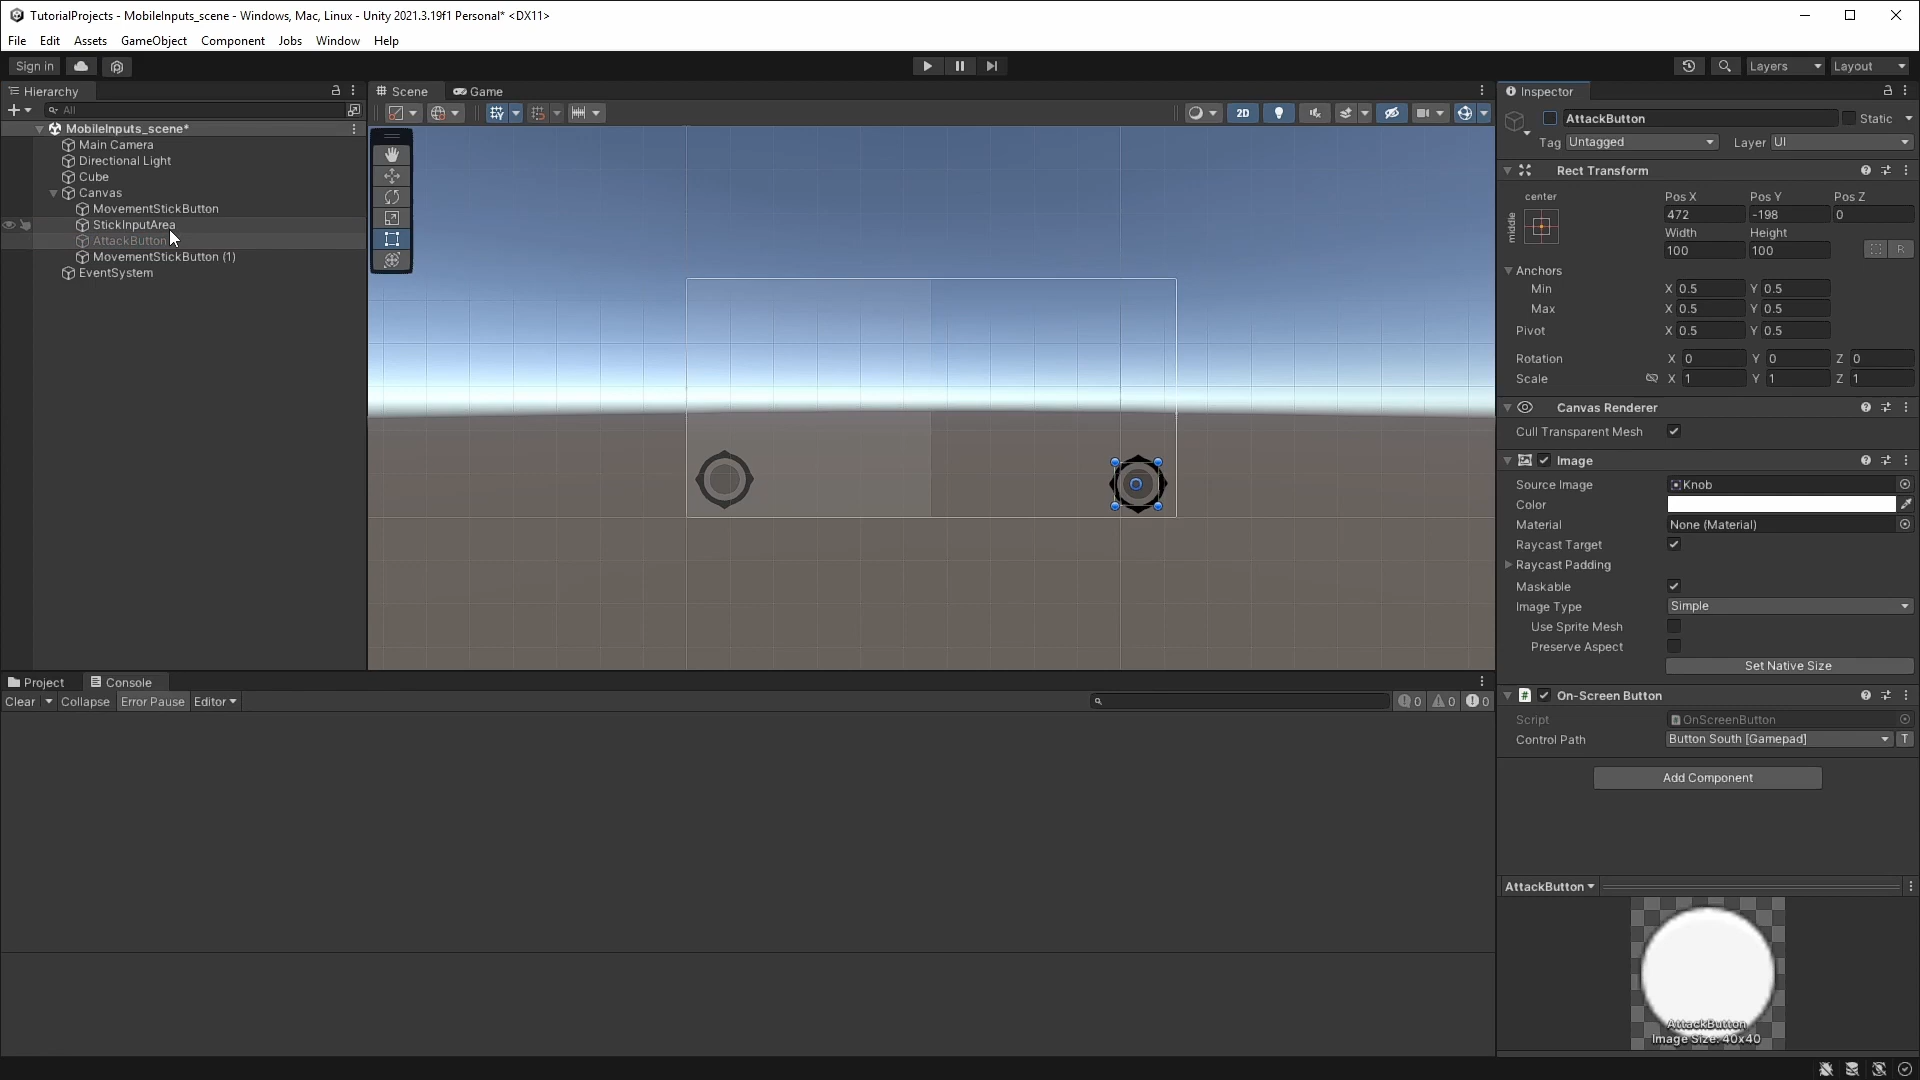 TutorialProjects - MobileInputs_scene - Windows, Mac, Linux - Unity 2021.3.19f1 Personal* <DX11>
File Edit Assets GameObject Component Jobs Window Help
Sign in
Layers
Layout
Hierarchy
All
MobileInputs_scene*
Main Camera
Directional Light
Cube
Canvas
MovementStickButton
StickInputArea
AttackButton
MovementStickButton (1)
EventSystem
Scene Game
2D
Project Console
Clear Collapse Error Pause Editor
0 0 0
Inspector
AttackButton Static
Tag Untagged Layer UI
Rect Transform
center
middle
Pos X Pos Y Pos Z
472 -198 0
Width Height
100 100 R
Anchors
Min X 0.5 Y 0.5
Max X 0.5 Y 0.5
Pivot X 0.5 Y 0.5
Rotation X 0 Y 0 Z 0
Scale X 1 Y 1 Z 1
Canvas Renderer
Cull Transparent Mesh
Image
Source Image Knob
Color
Material None (Material)
Raycast Target
Raycast Padding
Maskable
Image Type Simple
Use Sprite Mesh
Preserve Aspect
Set Native Size
# On-Screen Button
Script OnScreenButton
Control Path Button South [Gamepad] T
Add Component
AttackButton
AttackButton
Image Size: 40x40